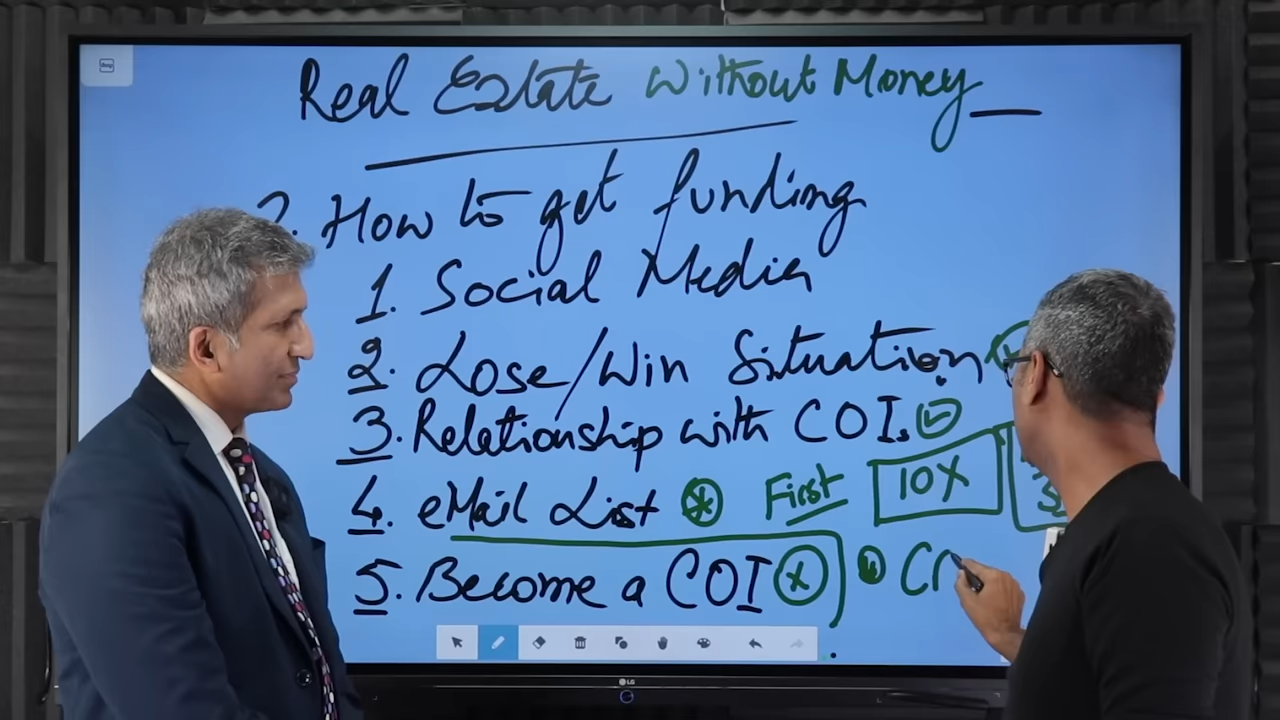 Real Estate Without Money
2. How to get funding
1. Social Media
2. Lose/Win Situation
3. Relationship with COI.
4. eMail List First 10X 3
5. Become a COI x
LG